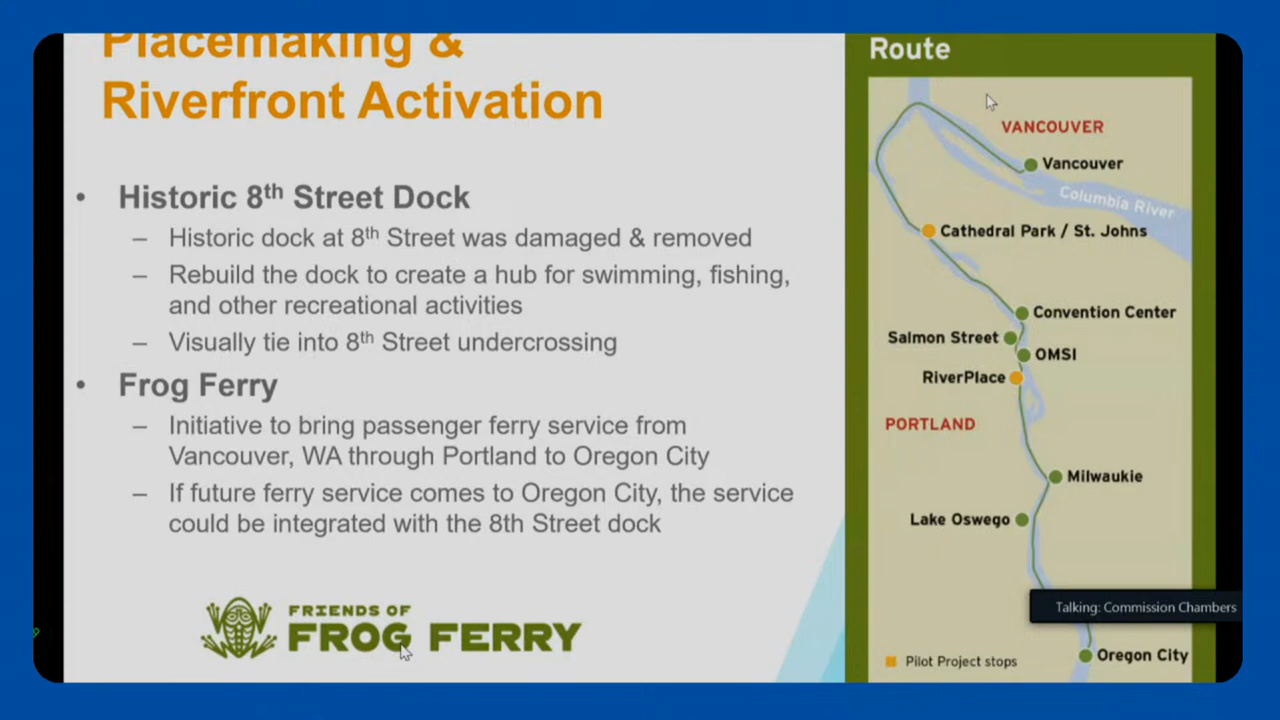 Placemaking &
Riverfront Activation
• Historic 8th Street Dock
– Historic dock at 8th Street was damaged & removed
– Rebuild the dock to create a hub for swimming, fishing,
and other recreational activities
– Visually tie into 8th Street undercrossing
• Frog Ferry
– Initiative to bring passenger ferry service from
Vancouver, WA through Portland to Oregon City
– If future ferry service comes to Oregon City, the service
could be integrated with the 8th Street dock
FRIENDS OF
FROG FERRY
Route
VANCOUVER
Vancouver
Columbia River
Cathedral Park / St. Johns
Convention Center
Salmon Street
OMSI
RiverPlace
PORTLAND
Milwaukie
Lake Oswego
Talking: Commission Chambers
Oregon City
Pilot Project stops